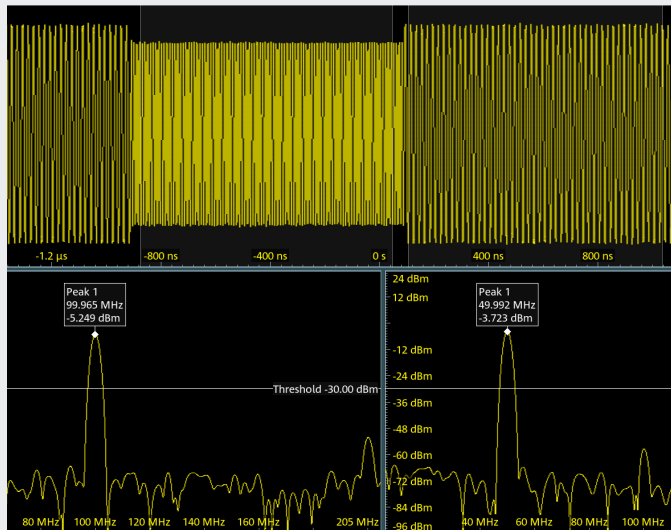 -1.2 µs
-800 ns
-400 ns
0 s
400 ns
800 ns
Peak 1
99.965 MHz
-5.249 dBm
Threshold -30.00 dBm
80 MHz
100 MHz
120 MHz
140 MHz
160 MHz
205 MHz
24 dBm
12 dBm
-12 dBm
-24 dBm
-36 dBm
-48 dBm
-60 dBm
-72 dBm
-84 dBm
-96 dBm
Peak 1
49.992 MHz
-3.723 dBm
40 MHz
60 MHz
80 MHz
100 MHz